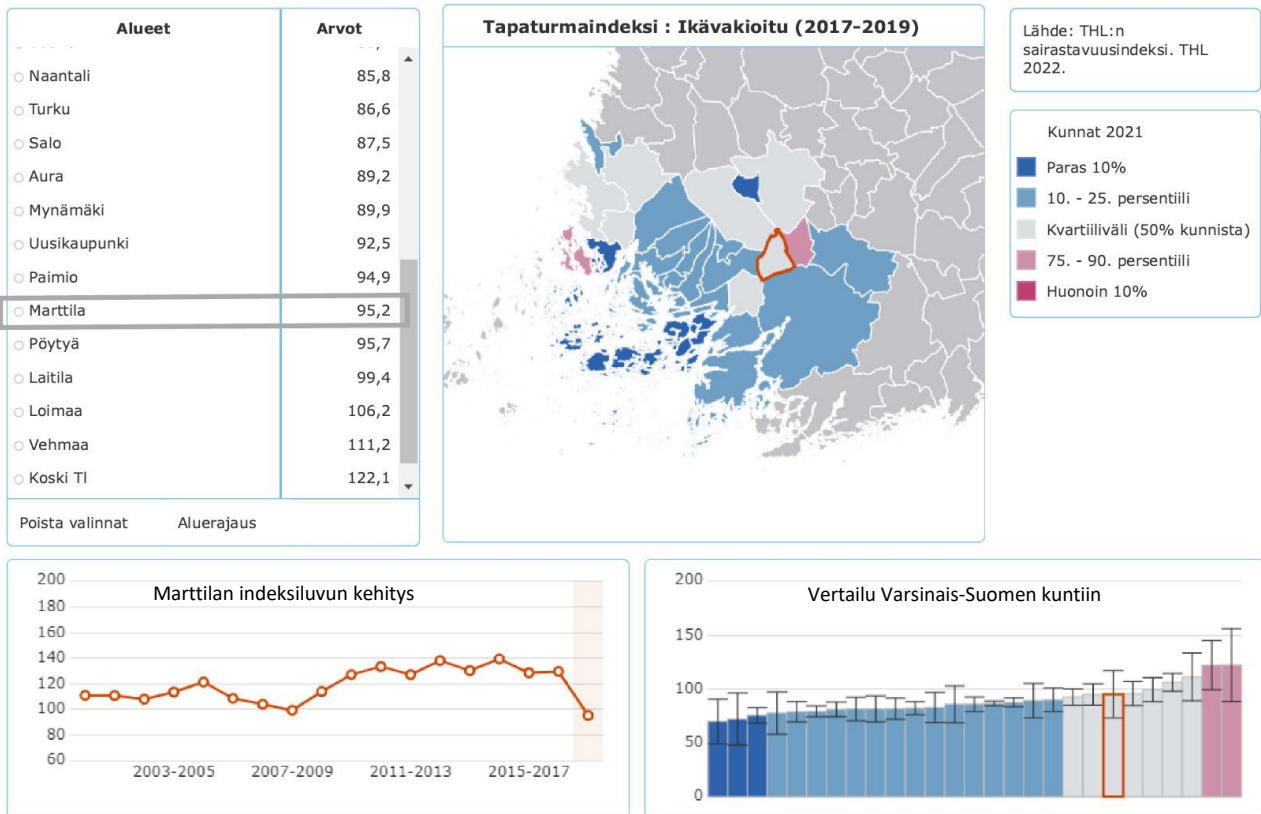 Alueet Arvot
Naantali 85,8
Turku 86,6
Salo 87,5
Aura 89,2
Mynämäki 89,9
Uusikaupunki 92,5
Paimio 94,9
Marttila 95,2
Pöytyä 95,7
Laitila 99,4
Loimaa 106,2
Vehmaa 111,2
Koski Tl 122,1
Poista valinnat Aluerajaus
Tapaturmaindeksi : Ikävakioitu (2017-2019)
Lähde: THL:n
sairastavuusindeksi. THL
2022.
Kunnat 2021
Paras 10%
10. - 25. persentiili
Kvartiiliväli (50% kunnista)
75. - 90. persentiili
Huonoin 10%
Marttilan indeksiluvun kehitys
200
180
160
140
120
100
80
60
2003-2005 2007-2009 2011-2013 2015-2017
Vertailu Varsinais-Suomen kuntiin
200
150
100
50
0